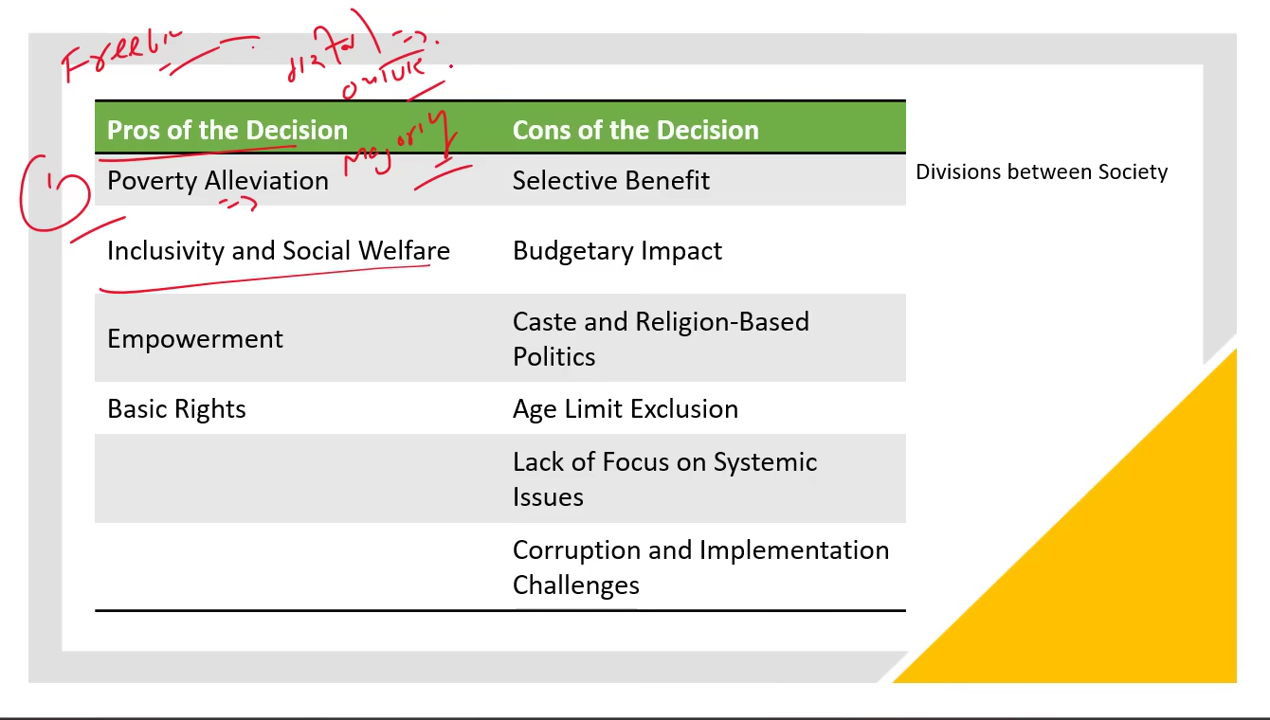 Pros of the Decision
Cons of the Decision
Majority
Poverty Alleviation
Selective Benefit
Divisions between Society
Inclusivity and Social Welfare
Budgetary Impact
Empowerment
Caste and Religion-Based
Politics
Basic Rights
Age Limit Exclusion
Lack of Focus on Systemic
Issues
Corruption and Implementation
Challenges